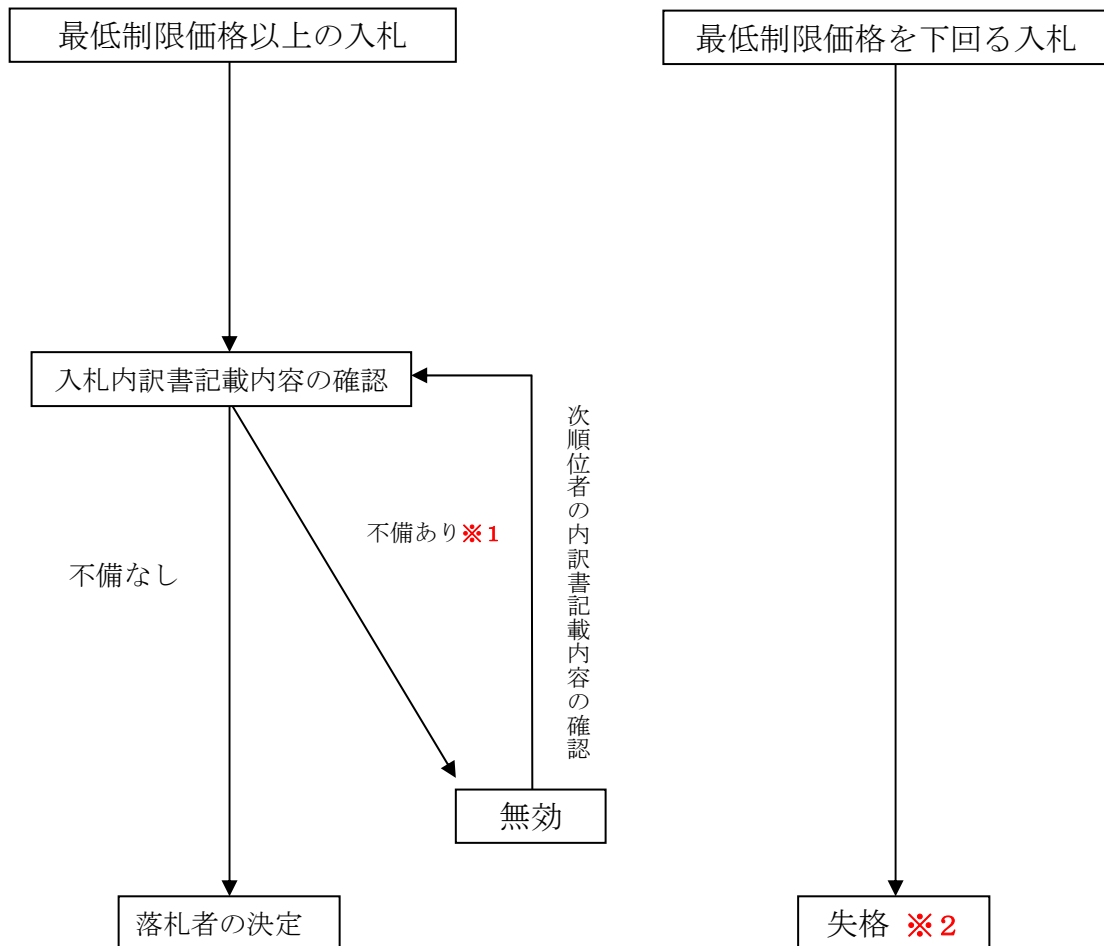 最低制限価格以上の入札
最低制限価格を下回る入札
入札内訳書記載内容の確認
次順位者の内訳書記載内容の確認
不備あり※1
不備なし
無効
落札者の決定
失格 ※2